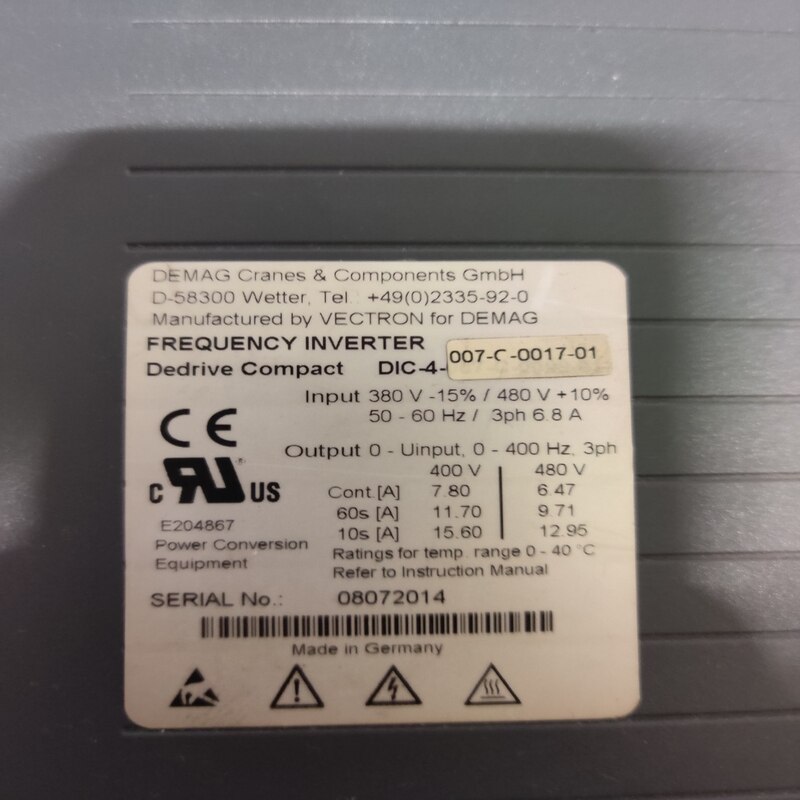 DEMAG Cranes & Components GmbH
D-58300 Wetter, Tel +49(0)2335-92-0
Manufactured by VECTRON for DEMAG
FREQUENCY INVERTER
Dedrive Compact DIC-4-007-C-0017-01
Input 380 V -15% / 480 V +10%
50 - 60 Hz / 3ph 6.8 A
CE
Output 0 - Uinput, 0 - 400 Hz, 3ph
400 V 480 V
c RU ® US
Cont.[A] 7.80 6.47
60s [A] 11.70 9.71
10s [A] 15.60 12.95
E204867
Power Conversion
Equipment
Ratings for temp. range 0 - 40 °C
Refer to Instruction Manual
SERIAL No.: 08072014
Made in Germany